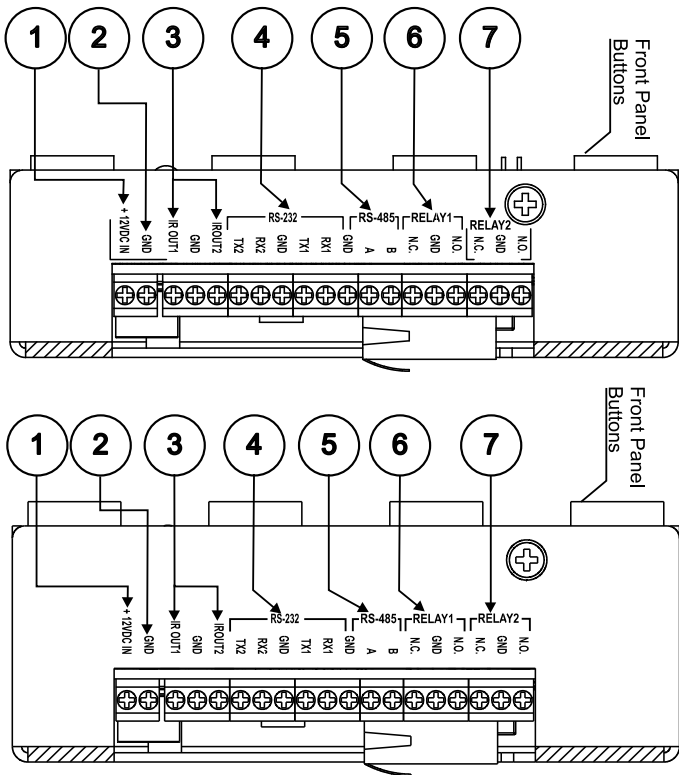 1 2 3 4 5 6 7
Front Panel
Buttons
RS-232 RS-485 RELAY1 RELAY2
+ 12VDC IN GND IR OUT1 GND IROUT2 TX2 RX2 GND TX1 RX1 GND A B N.C. GND N.O. N.C. GND N.O.
1 2 3 4 5 6 7
Front Panel
Buttons
RS-232 RS-485 RELAY1 RELAY2
+ 12VDC IN GND IR OUT1 GND IROUT2 TX2 RX2 GND TX1 RX1 GND A B N.C. GND N.O. N.C. GND N.O.